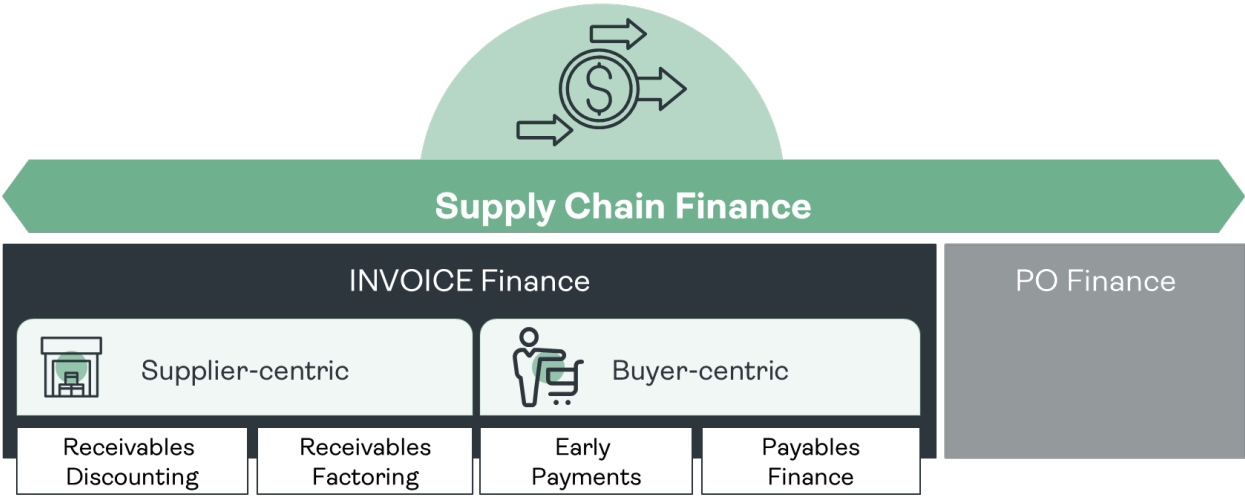 $
Supply Chain Finance
INVOICE Finance
PO Finance
Supplier-centric
Buyer-centric
Receivables
Discounting
Receivables
Factoring
Early
Payments
Payables
Finance